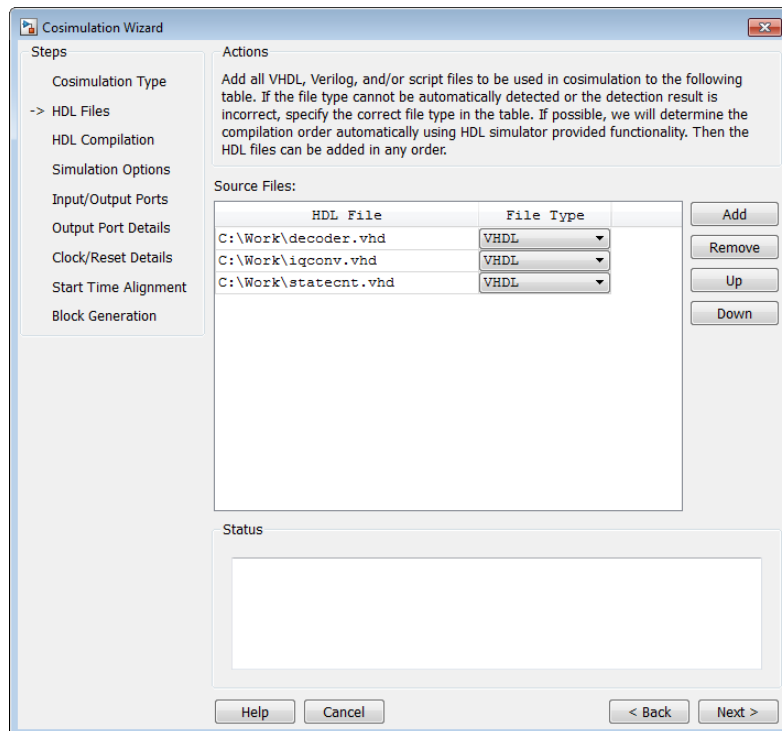 Cosimulation Wizard
Steps
Cosimulation Type
-> HDL Files
HDL Compilation
Simulation Options
Input/Output Ports
Output Port Details
Clock/Reset Details
Start Time Alignment
Block Generation
Actions
Add all VHDL, Verilog, and/or script files to be used in cosimulation to the following
table. If the file type cannot be automatically detected or the detection result is
incorrect, specify the correct file type in the table. If possible, we will determine the
compilation order automatically using HDL simulator provided functionality. Then the
HDL files can be added in any order.
Source Files:
HDL File File Type
C:\Work\decoder.vhd VHDL
C:\Work\iqconv.vhd VHDL
C:\Work\statecnt.vhd VHDL
Add
Remove
Up
Down
Status
Help Cancel < Back Next >